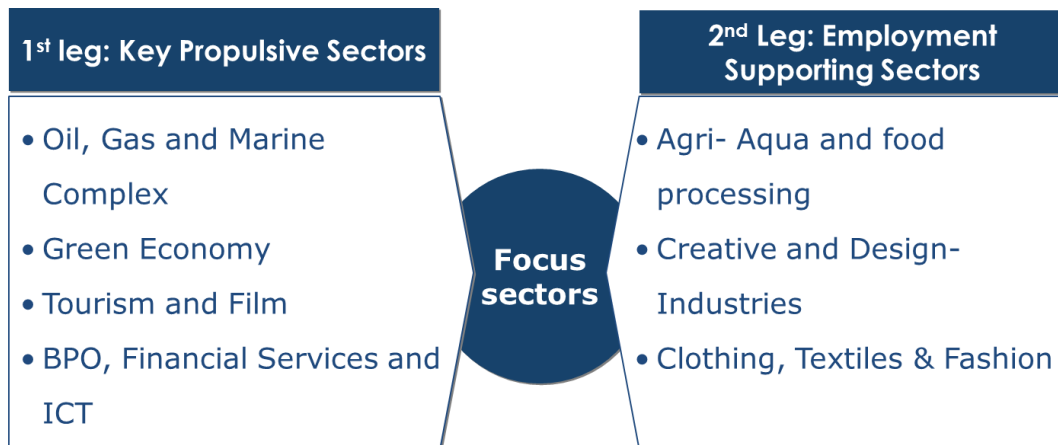 1st leg: Key Propulsive Sectors
• Oil, Gas and Marine
Complex
• Green Economy
• Tourism and Film
• BPO, Financial Services and
ICT
Focus
sectors
2nd Leg: Employment
Supporting Sectors
• Agri- Aqua and food
processing
• Creative and Design-
Industries
• Clothing, Textiles & Fashion